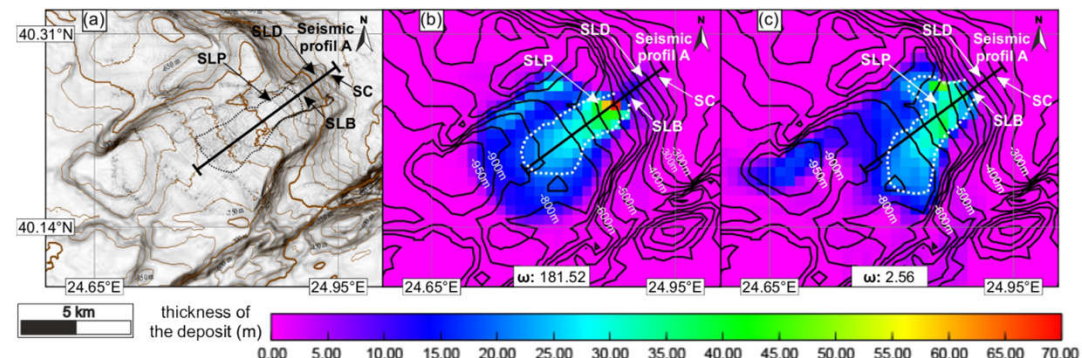 (a)
N
SLD
Seismic
profil A
SLP
SC
SLB
40.31°N
40.14°N
24.65°E
24.95°E
(b)
N
SLD
Seismic
profil A
SLP
SC
SLB
-950m
-800m
-600m
-400m
-300m
-300m
ω: 181.52
24.65°E
24.95°E
(c)
N
SLD
Seismic
profil A
SLP
SC
SLB
-950m
-800m
-600m
-400m
-300m
ω: 2.56
24.65°E
24.95°E
5 km
thickness of
the deposit (m)
0.00 5.00 10.00 15.00 20.00 25.00 30.00 35.00 40.00 45.00 50.00 55.00 60.00 65.00 70.00